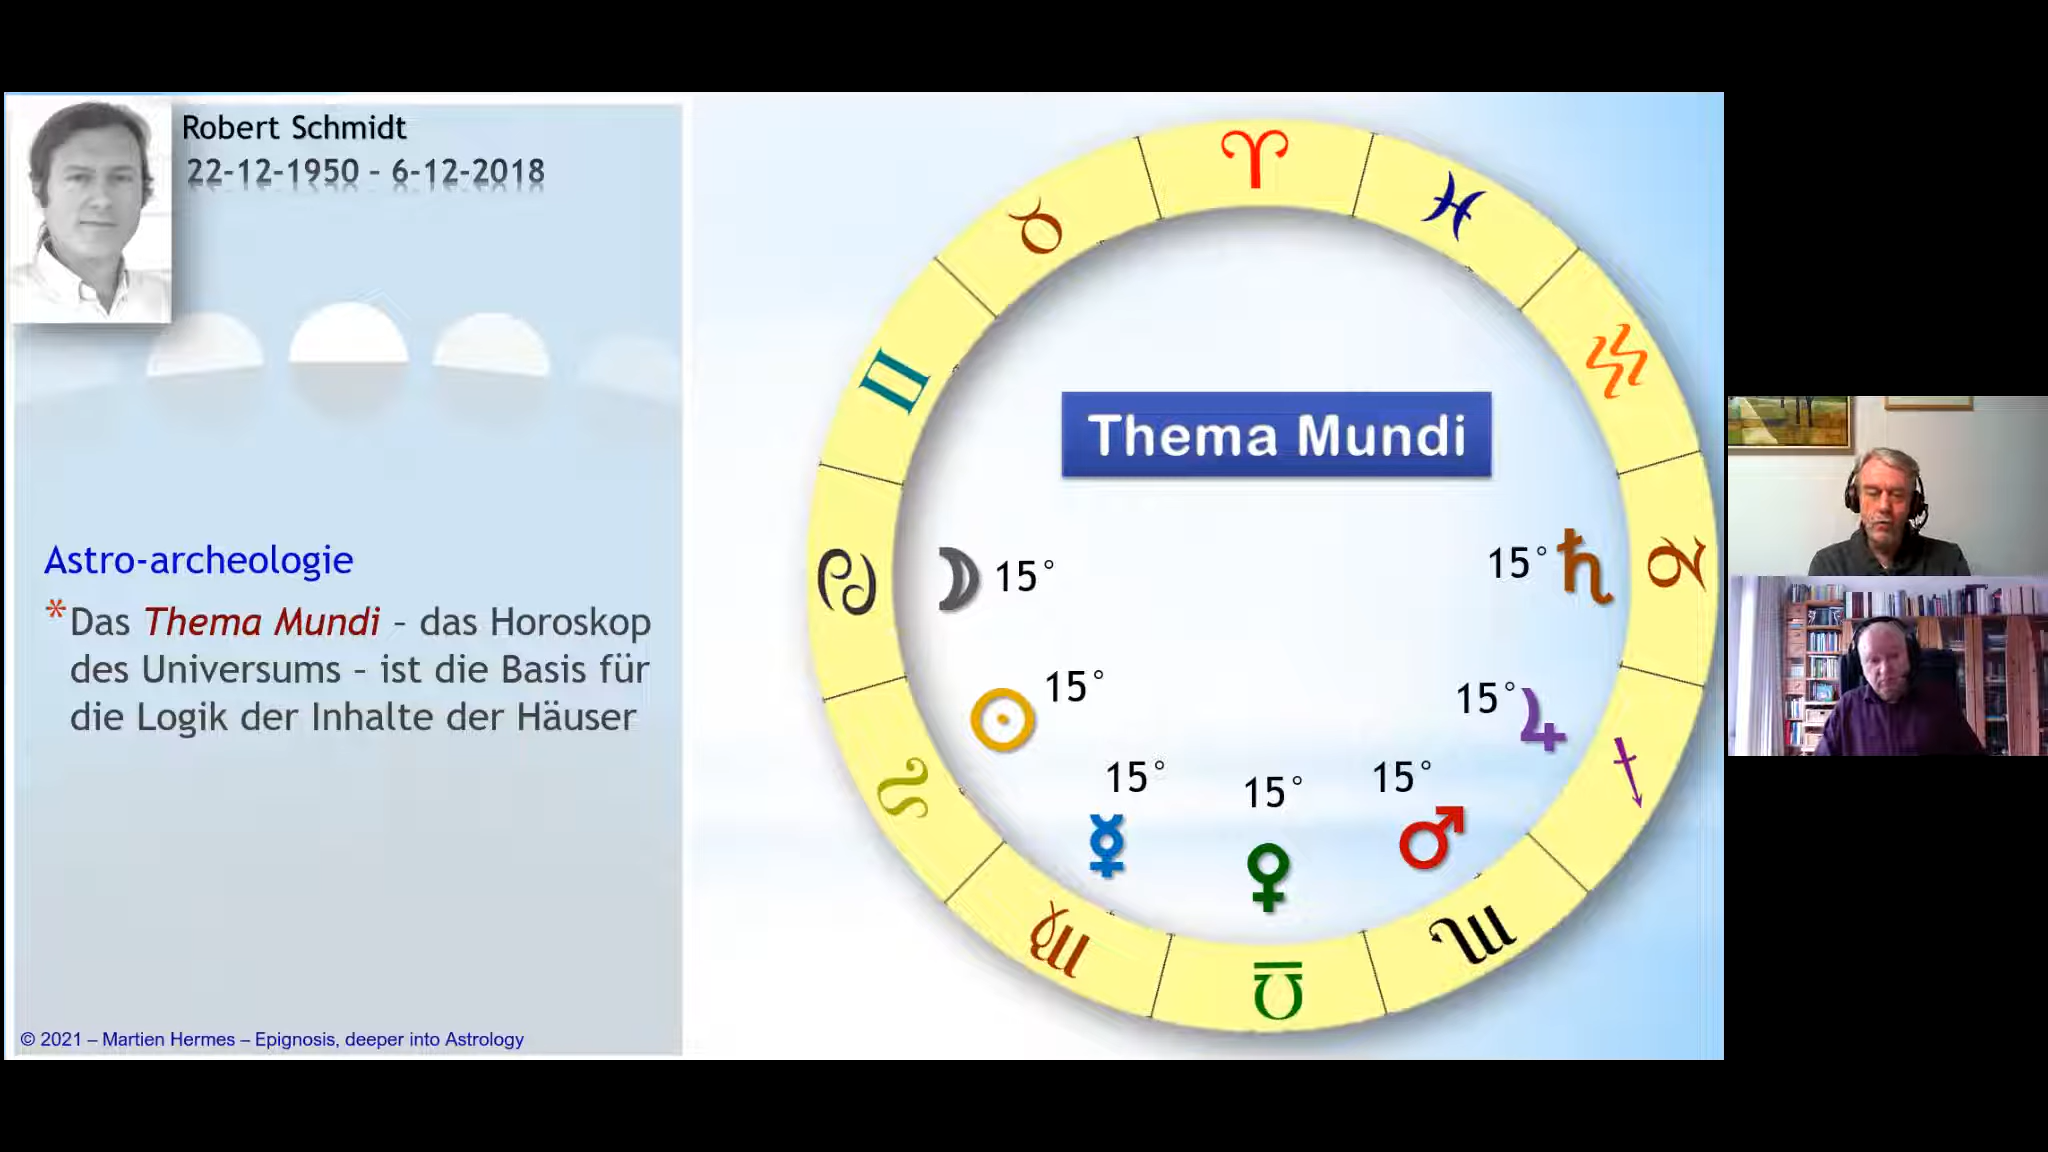 Robert Schmidt
22-12-1950 – 6-12-2018
Astro-archeologie
* Das Thema Mundi – das Horoskop
des Universums – ist die Basis für
die Logik der Inhalte der Häuser
© 2021 – Martien Hermes – Epignosis, deeper into Astrology
♈
♉
♓
♊
♒
Thema Mundi
♋
☽ 15°
15° ♄
♑
☉ 15°
15° ♃
♌
☿ 15°
♀ 15°
♂ 15°
♐
♍
♎
♏